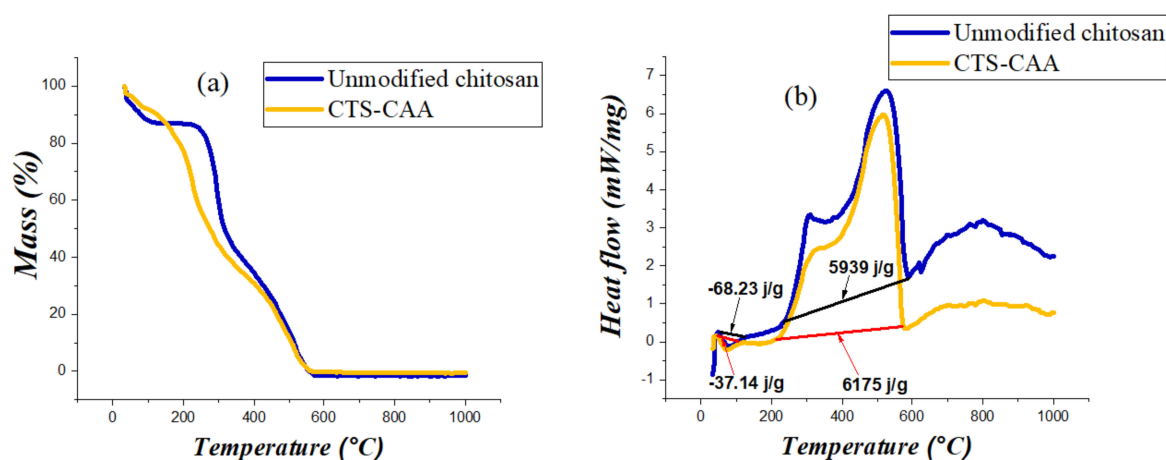 (a)
Unmodified chitosan
CTS-CAA
Mass (%)
100
80
60
40
20
0
0 200 400 600 800 1000
Temperature (°C)
Unmodified chitosan
CTS-CAA
(b)
Heat flow (mW/mg)
7
6
5
4
3
2
1
0
-1
5939 j/g
-68.23 j/g
-37.14 j/g
6175 j/g
0 200 400 600 800 1000
Temperature (°C)